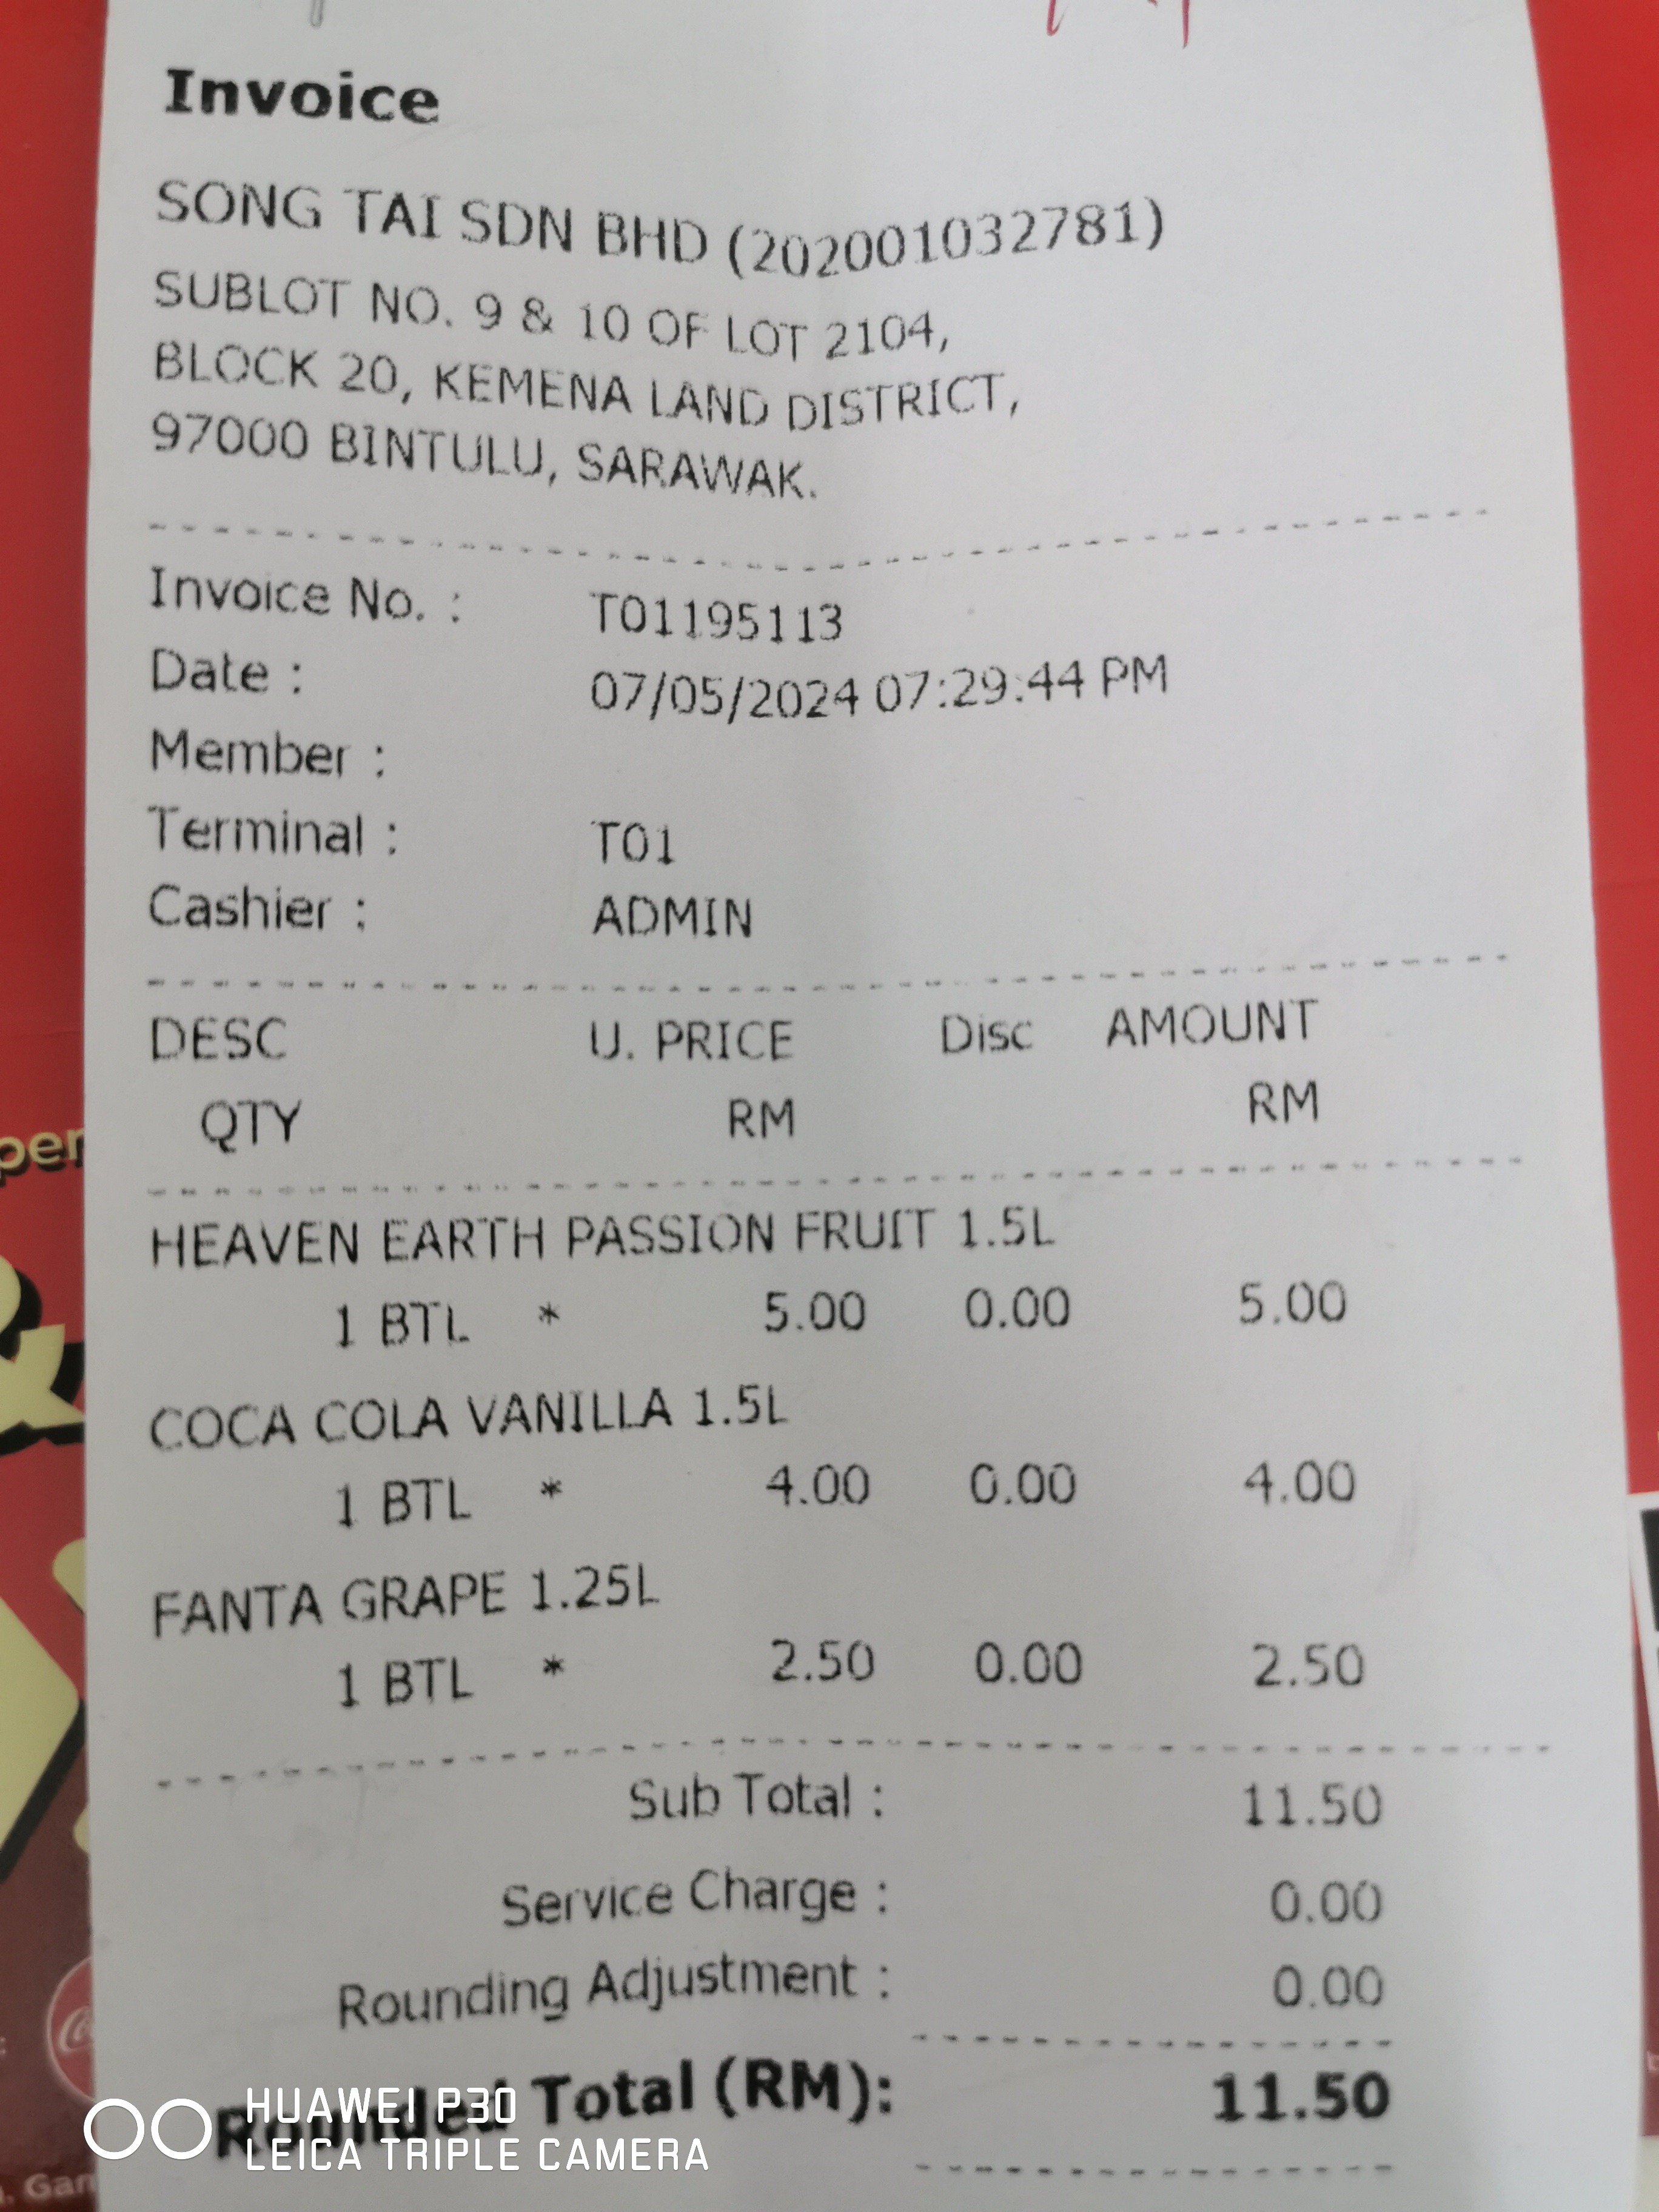 Invoice
SONG TAI SDN BHD (202001032781)
SUBLOT NO. 9 & 10 OF LOT 2104,
BLOCK 20, KEMENA LAND DISTRICT,
97000 BINTULU, SARAWAK.
Invoice No. : T01195113
Date : 07/05/2024 07:29:44 PM
Member :
Terminal : T01
Cashier : ADMIN
DESC U. PRICE Disc AMOUNT
QTY RM RM
HEAVEN EARTH PASSION FRUIT 1.5L
1 BTL * 5.00 0.00 5.00
COCA COLA VANILLA 1.5L
1 BTL * 4.00 0.00 4.00
FANTA GRAPE 1.25L
1 BTL * 2.50 0.00 2.50
Sub Total : 11.50
Service Charge : 0.00
Rounding Adjustment : 0.00
Rounded Total (RM): 11.50
HUAWEI P30
LEICA TRIPLE CAMERA